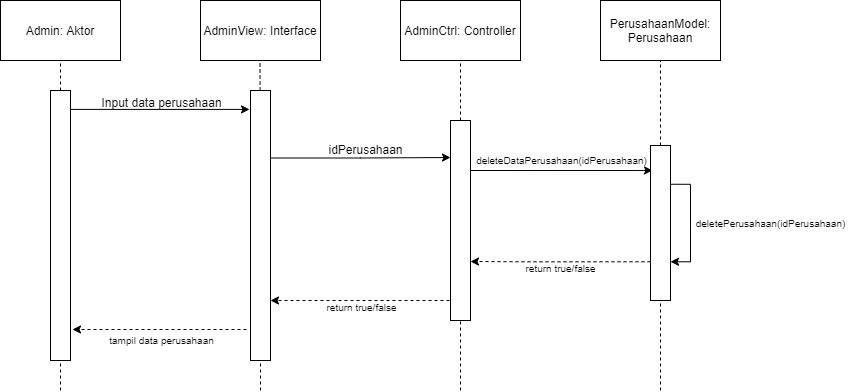 Admin: Aktor
AdminView: Interface
AdminCtrl: Controller
PerusahaanModel:
Perusahaan
Input data perusahaan
idPerusahaan
deleteDataPerusahaan(idPerusahaan)
deletePerusahaan(idPerusahaan)
return true/false
return true/false
tampil data perusahaan